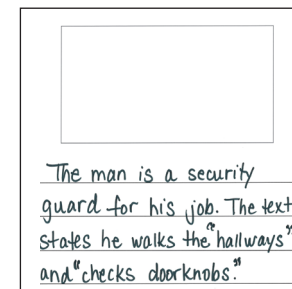 The man is a security
guard for his job. The text
states he walks the "hallways"
and "checks doorknobs."